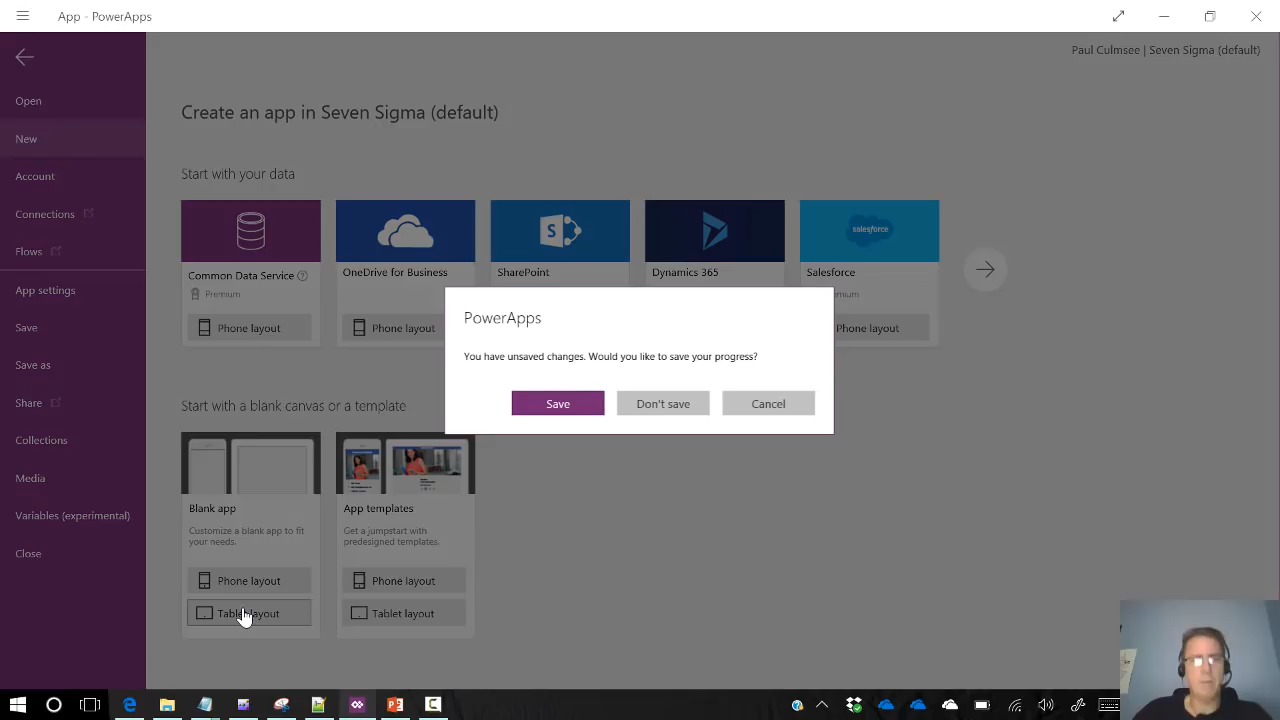 App - PowerApps
Paul Culmsee | Seven Sigma (default)
Open
New
Account
Connections
Flows
App settings
Save
Save as
Share
Collections
Media
Variables (experimental)
Close
Create an app in Seven Sigma (default)
Start with your data
S
salesforce
Common Data Service
OneDrive for Business
SharePoint
Dynamics 365
Salesforce
Premium
Phone layout
Phone layout
Phone layout
PowerApps
You have unsaved changes. Would you like to save your progress?
Save
Don't save
Cancel
Start with a blank canvas or a template
Blank app
Customize a blank app to fit
your needs.
Phone layout
Tablet layout
App templates
Get a jumpstart with
predesigned templates.
Phone layout
Tablet layout